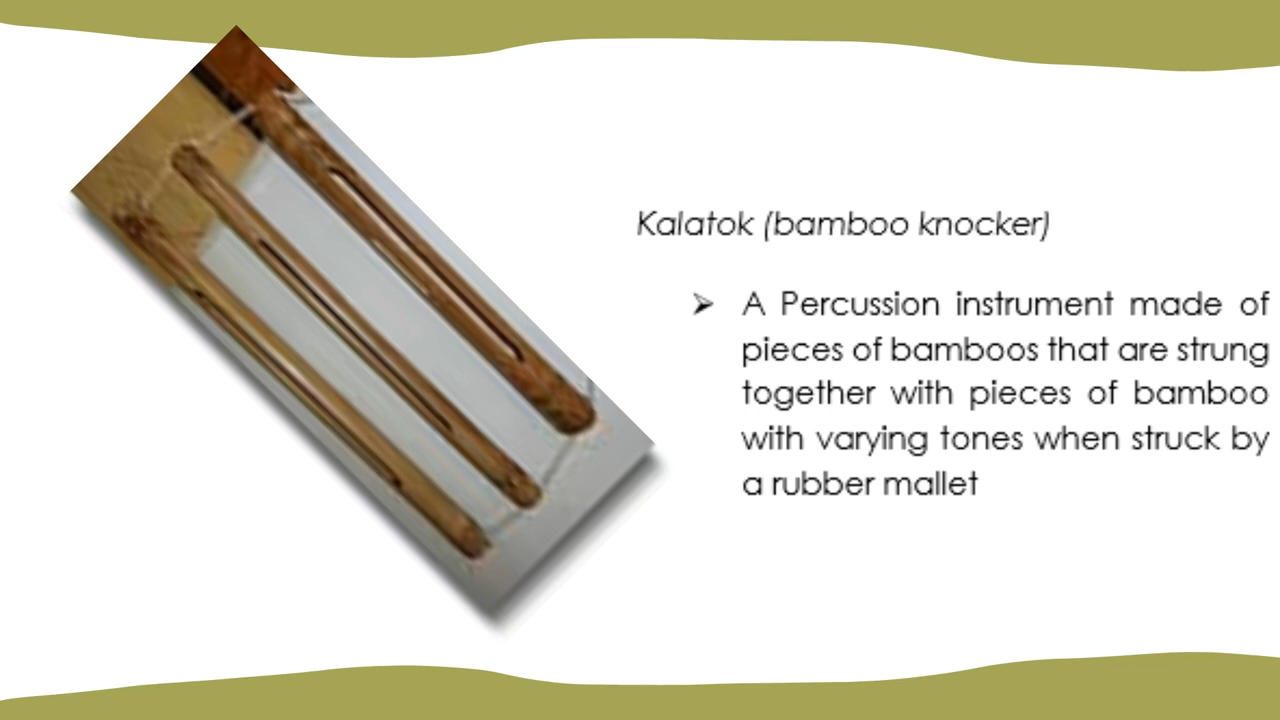 Kalatok (bamboo knocker)
➢ A Percussion instrument made of
pieces of bamboos that are strung
together with pieces of bamboo
with varying tones when struck by
a rubber mallet